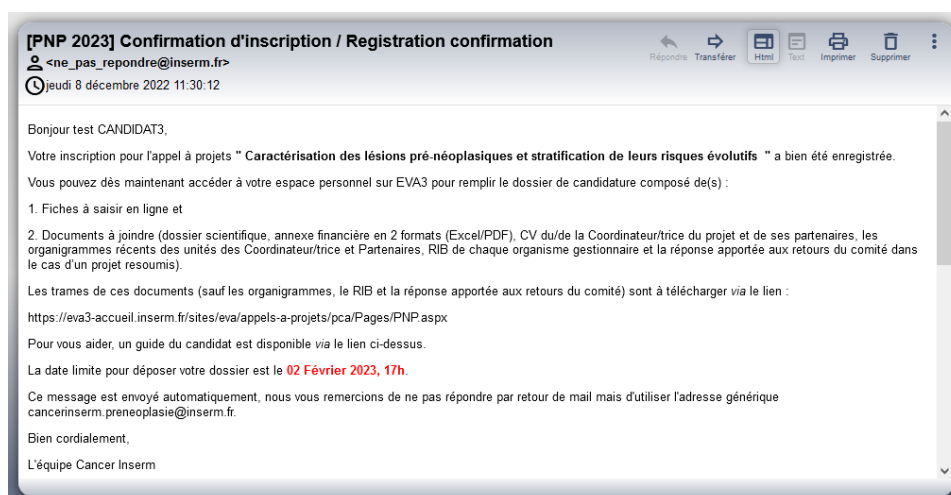 [PNP 2023] Confirmation d'inscription / Registration confirmation
<ne_pas_repondre@inserm.fr>
jeudi 8 décembre 2022 11:30:12
Répondre Transférer Html Text Imprimer Supprimer
Bonjour test CANDIDAT3,
Votre inscription pour l'appel à projets " Caractérisation des lésions pré-néoplasiques et stratification de leurs risques évolutifs " a bien été enregistrée.
Vous pouvez dès maintenant accéder à votre espace personnel sur EVA3 pour remplir le dossier de candidature composé de(s) :
1. Fiches à saisir en ligne et
2. Documents à joindre (dossier scientifique, annexe financière en 2 formats (Excel/PDF), CV du/de la Coordinateur/trice du projet et de ses partenaires, les
organigrammes récents des unités des Coordinateur/trice et Partenaires, RIB de chaque organisme gestionnaire et la réponse apportée aux retours du comité dans
le cas d'un projet resoumis).
Les trames de ces documents (sauf les organigrammes, le RIB et la réponse apportée aux retours du comité) sont à télécharger via le lien :
https://eva3-accueil.inserm.fr/sites/eva/appels-a-projets/pca/Pages/PNP.aspx
Pour vous aider, un guide du candidat est disponible via le lien ci-dessus.
La date limite pour déposer votre dossier est le 02 Février 2023, 17h.
Ce message est envoyé automatiquement, nous vous remercions de ne pas répondre par retour de mail mais d'utiliser l'adresse générique
cancerinserm.preneoplasie@inserm.fr.
Bien cordialement,
L'équipe Cancer Inserm